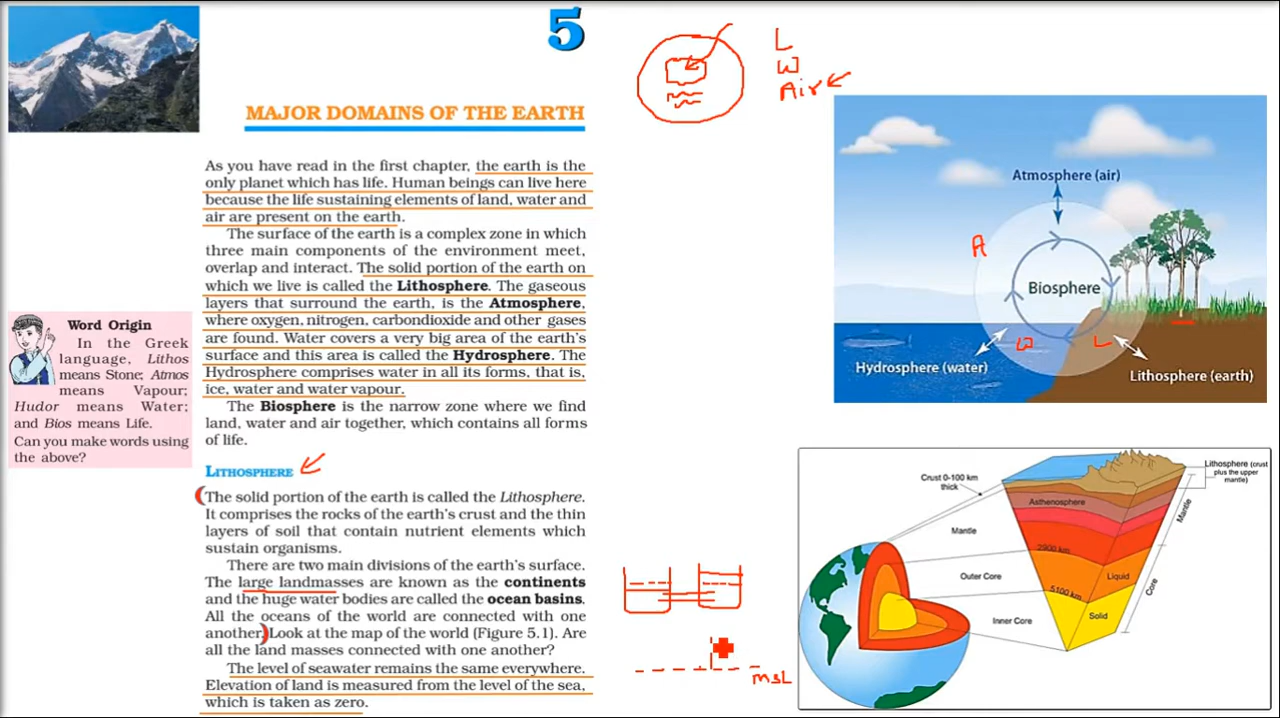 5
MAJOR DOMAINS OF THE EARTH
As you have read in the first chapter, the earth is the
only planet which has life. Human beings can live here
because the life sustaining elements of land, water and
air are present on the earth.
The surface of the earth is a complex zone in which
three main components of the environment meet,
overlap and interact. The solid portion of the earth on
which we live is called the Lithosphere. The gaseous
layers that surround the earth, is the Atmosphere,
where oxygen, nitrogen, carbondioxide and other gases
are found. Water covers a very big area of the earth's
surface and this area is called the Hydrosphere. The
Hydrosphere comprises water in all its forms, that is,
ice, water and water vapour.
The Biosphere is the narrow zone where we find
land, water and air together, which contains all forms
of life.
Word Origin
In the Greek
language, Lithos
means Stone; Atmos
means Vapour;
Hudor means Water;
and Bios means Life.
Can you make words using
the above?
LITHOSPHERE
The solid portion of the earth is called the Lithosphere.
It comprises the rocks of the earth's crust and the thin
layers of soil that contain nutrient elements which
sustain organisms.
There are two main divisions of the earth's surface.
The large landmasses are known as the continents
and the huge water bodies are called the ocean basins.
All the oceans of the world are connected with one
another. Look at the map of the world (Figure 5.1). Are
all the land masses connected with one another?
The level of seawater remains the same everywhere.
Elevation of land is measured from the level of the sea,
which is taken as zero.
L
W
Air
Atmosphere (air)
A
Biosphere
W
L
Hydrosphere (water)
Lithosphere (earth)
MSL
Crust 0-100 km
thick
Lithosphere (crust
plus the upper
mantle)
Asthenosphere
Mantle
Mantle
2900 km
Outer Core
Liquid
Core
5100 km
Inner Core
Solid